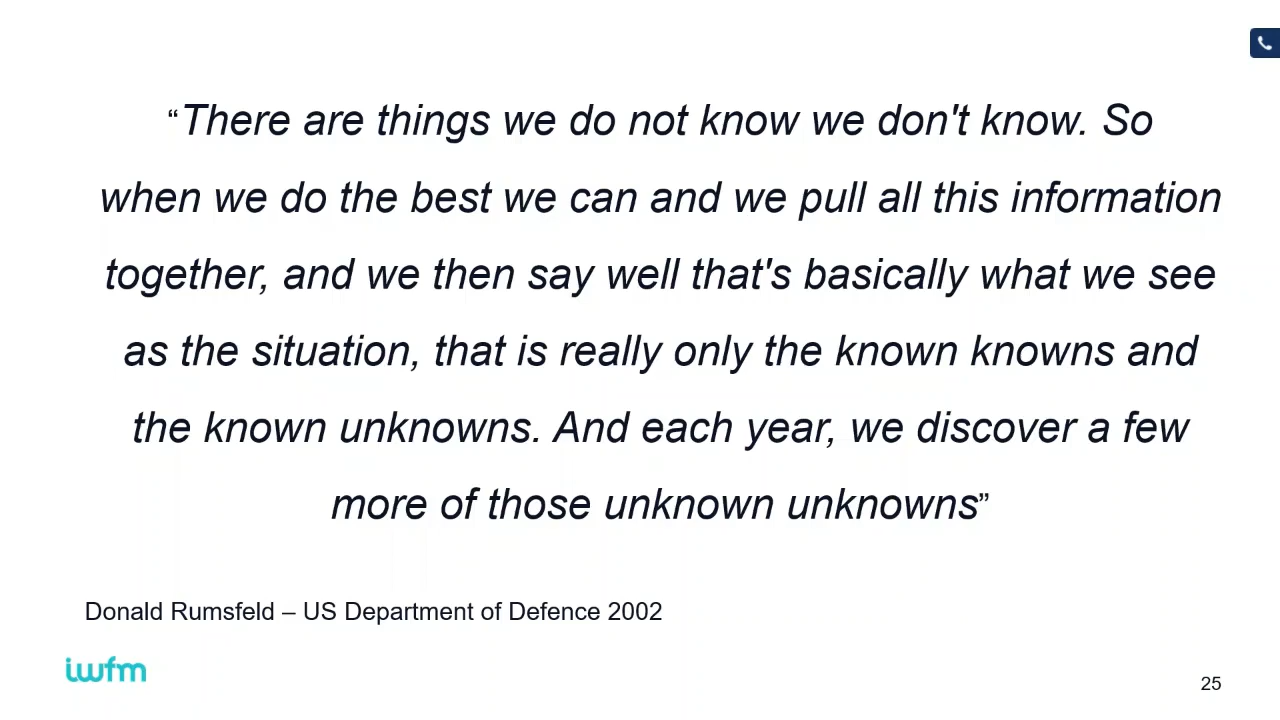 “There are things we do not know we don't know. So
when we do the best we can and we pull all this information
together, and we then say well that's basically what we see
as the situation, that is really only the known knowns and
the known unknowns. And each year, we discover a few
more of those unknown unknowns”
Donald Rumsfeld – US Department of Defence 2002
iwfm
25